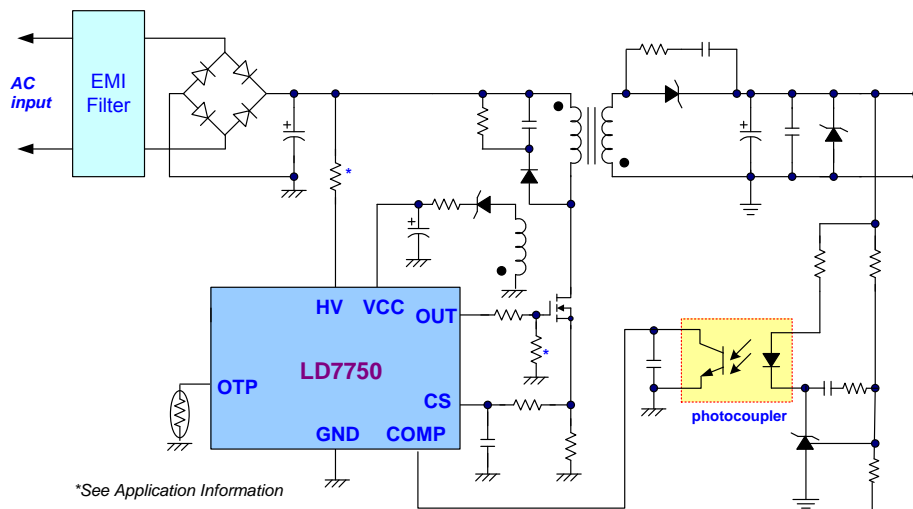 AC
input
EMI
Filter
+
+
+
*
HV
VCC
OUT
*
LD7750
OTP
CS
GND
COMP
photocoupler
*See Application Information